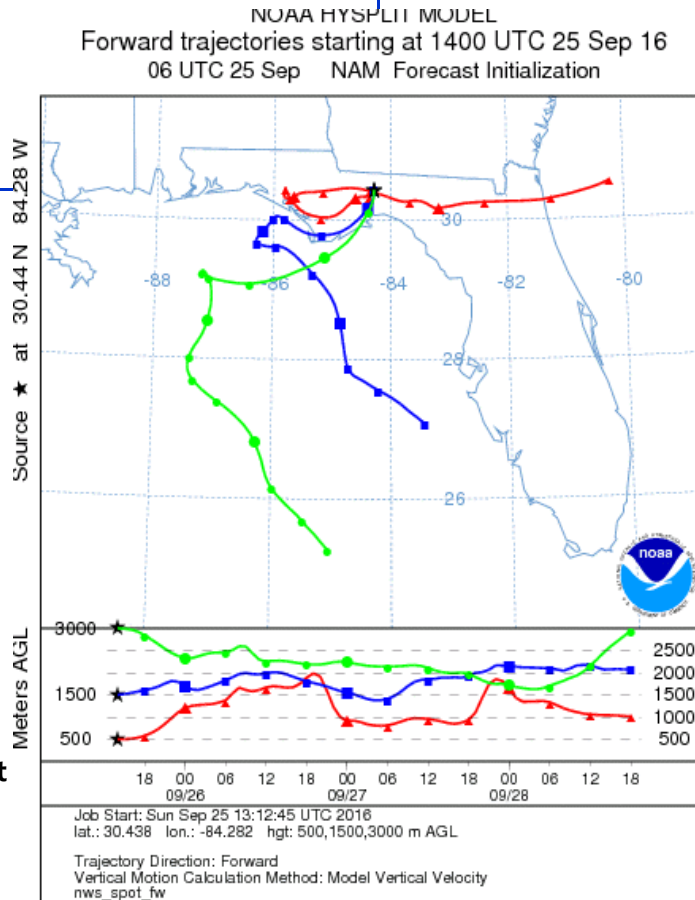 NOAA HYSPLIT MODEL
Forward trajectories starting at 1400 UTC 25 Sep 16
06 UTC 25 Sep NAM Forecast Initialization
Source ★ at 30.44 N 84.28 W
30
-88
-86
-84
-82
-80
28
26
noaa
Meters AGL
3000
1500
500
2500
2000
1500
1000
500
t
18 00 06 12 18 00 06 12 18 00 06 12 18
09/26 09/27 09/28
Job Start: Sun Sep 25 13:12:45 UTC 2016
lat.: 30.438 lon.: -84.282 hgt: 500,1500,3000 m AGL
Trajectory Direction: Forward
Vertical Motion Calculation Method: Model Vertical Velocity
nws_spot_fw